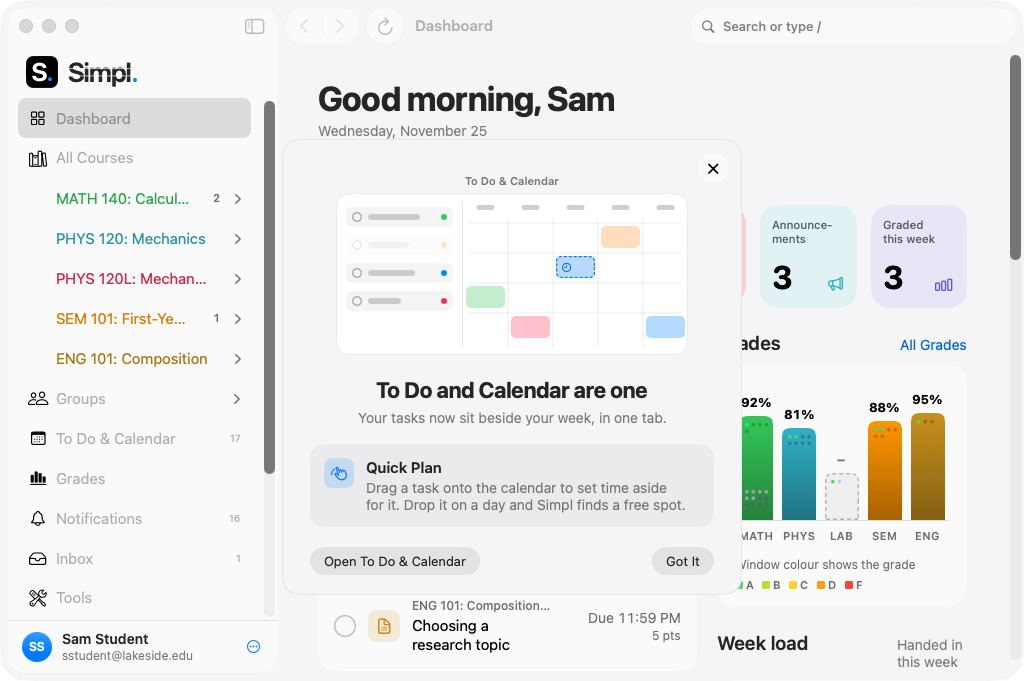 Dashboard
Search or type /
S.
Simpl.
Dashboard
All Courses
MATH 140: Calcul... 2
PHYS 120: Mechanics
PHYS 120L: Mechan...
SEM 101: First-Ye... 1
ENG 101: Composition
Groups
To Do & Calendar 17
Grades
Notifications 16
Inbox 1
Tools
SS
Sam Student
sstudent@lakeside.edu
Good morning, Sam
Wednesday, November 25
To Do & Calendar
To Do and Calendar are one
Your tasks now sit beside your week, in one tab.
Quick Plan
Drag a task onto the calendar to set time aside
for it. Drop it on a day and Simpl finds a free spot.
Open To Do & Calendar
Got It
Announce-
ments
3
Graded
this week
3
ades
All Grades
92% 81% – 88% 95%
MATH PHYS LAB SEM ENG
Window colour shows the grade
A B C D F
ENG 101: Composition...
Choosing a
research topic
Due 11:59 PM
5 pts
Week load
Handed in
this week